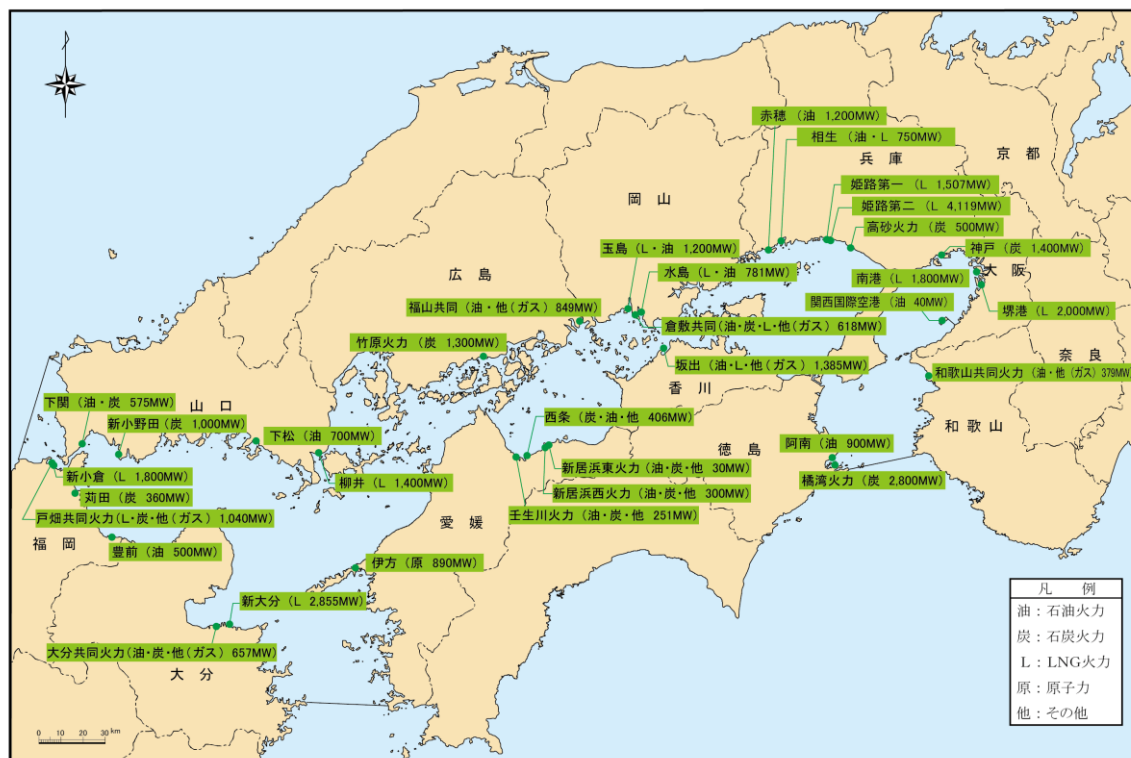 赤穂（油 1,200MW）
相生（油・L 750MW）
兵庫
京都
姫路第一（L 1,507MW）
姫路第二（L 4,119MW）
高砂火力（炭 500MW）
岡山
玉島（L・油 1,200MW）
水島（L・油 781MW）
神戸（炭 1,400MW）
大阪
南港（L 1,800MW）
関西国際空港（油 40MW）
堺港（L 2,000MW）
広島
福山共同（油・他（ガス）849MW）
倉敷共同（油・炭・L・他（ガス）618MW）
竹原火力（炭 1,300MW）
坂出（油・L・他（ガス）1,385MW）
香川
奈良
和歌山共同火力（油・他（ガス）379MW）
和歌山
下関（油・炭 575MW）
山口
新小野田（炭 1,000MW）
下松（油 700MW）
西条（炭・油・他 406MW）
徳島
阿南（油 900MW）
新小倉（L 1,800MW）
柳井（L 1,400MW）
新居浜東火力（油・炭・他 30MW）
橘湾火力（炭 2,800MW）
苅田（炭 360MW）
新居浜西火力（油・炭・他 300MW）
戸畑共同火力（L・炭・他（ガス）1,040MW）
壬生川火力（油・炭・他 251MW）
愛媛
福岡
豊前（油 500MW）
伊方（原 890MW）
新大分（L 2,855MW）
大分共同火力（油・炭・他（ガス）657MW）
大分
凡例
油：石油火力
炭：石炭火力
L：LNG火力
原：原子力
他：その他
0 10 20 30 km